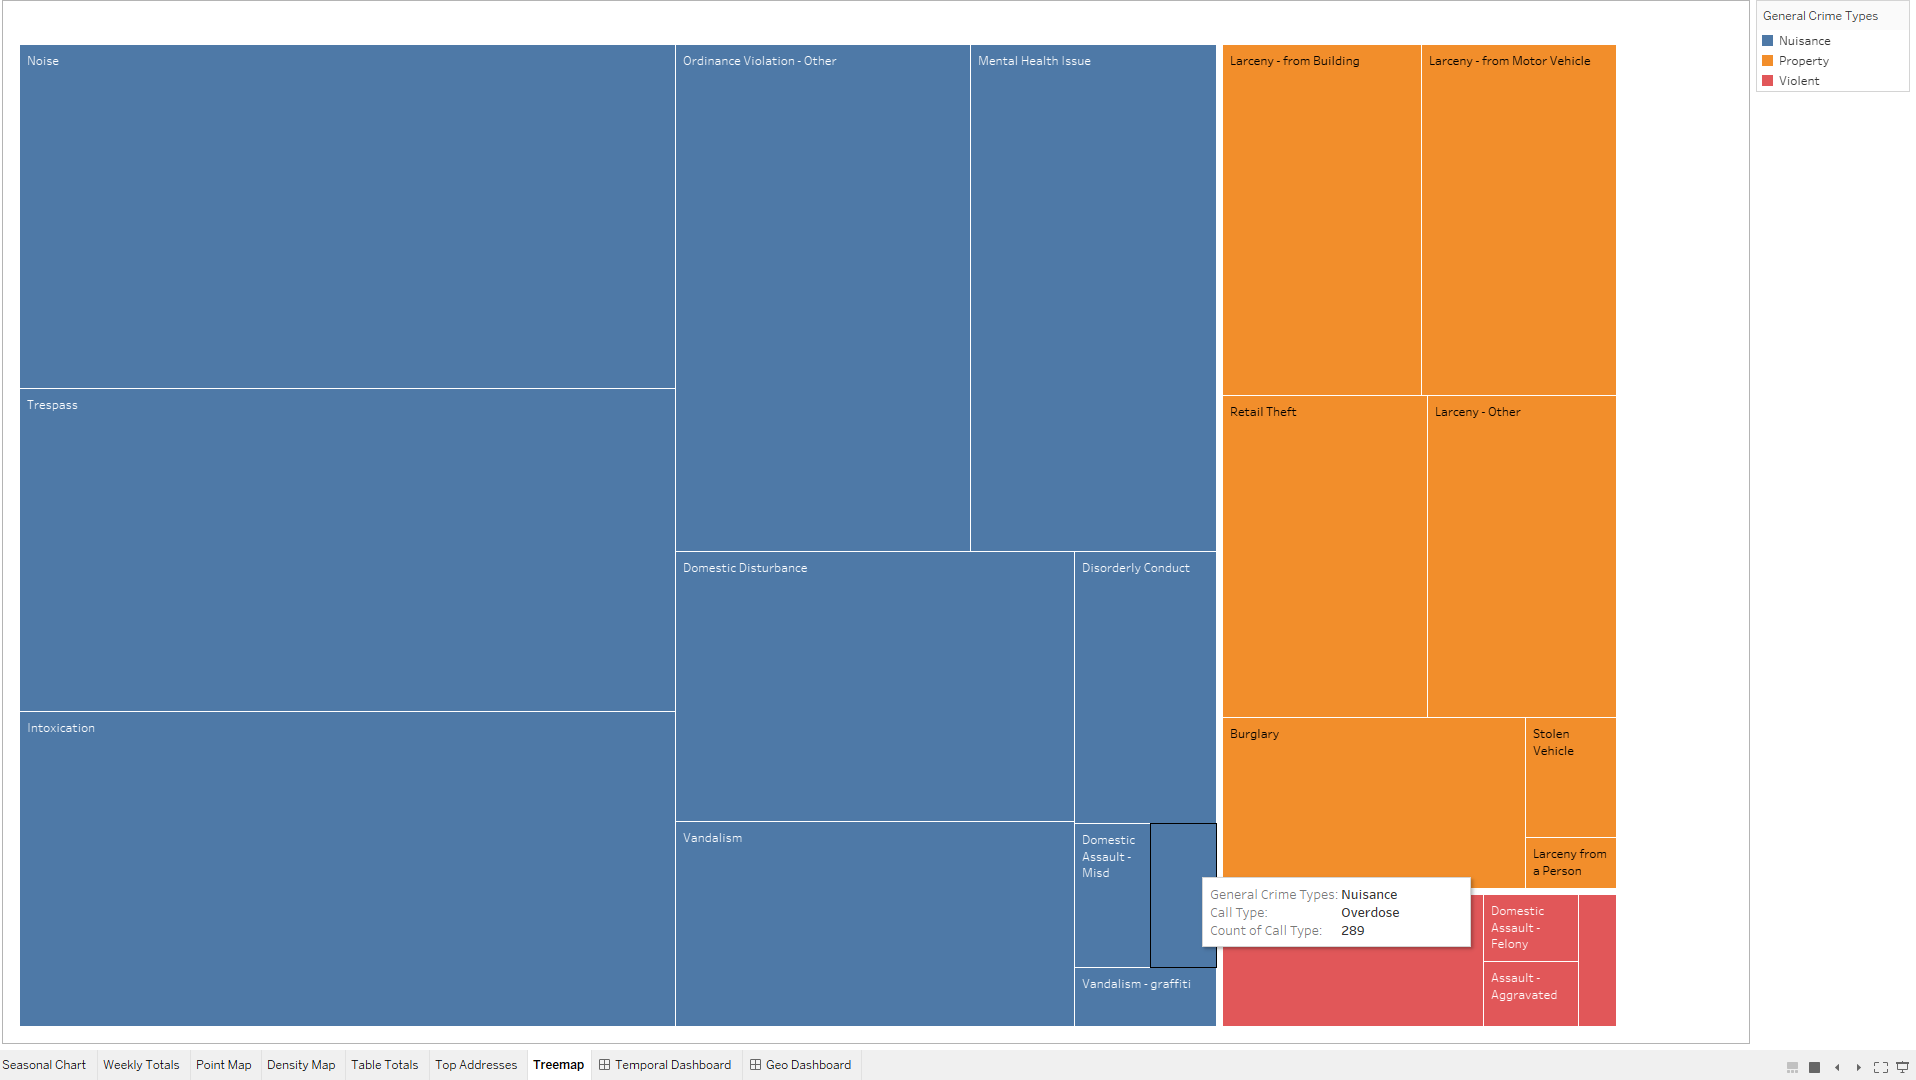 General Crime Types
Nuisance
Property
Violent
Noise
Ordinance Violation - Other
Mental Health Issue
Larceny - from Building
Larceny - from Motor Vehicle
Trespass
Retail Theft
Larceny - Other
Domestic Disturbance
Disorderly Conduct
Intoxication
Burglary
Stolen
Vehicle
Vandalism
Domestic
Assault -
Misd
Larceny from
a Person
General Crime Types: Nuisance
Call Type: Overdose
Count of Call Type: 289
Domestic
Assault -
Felony
Vandalism - graffiti
Assault -
Aggravated
Seasonal Chart
Weekly Totals
Point Map
Density Map
Table Totals
Top Addresses
Treemap
Temporal Dashboard
Geo Dashboard